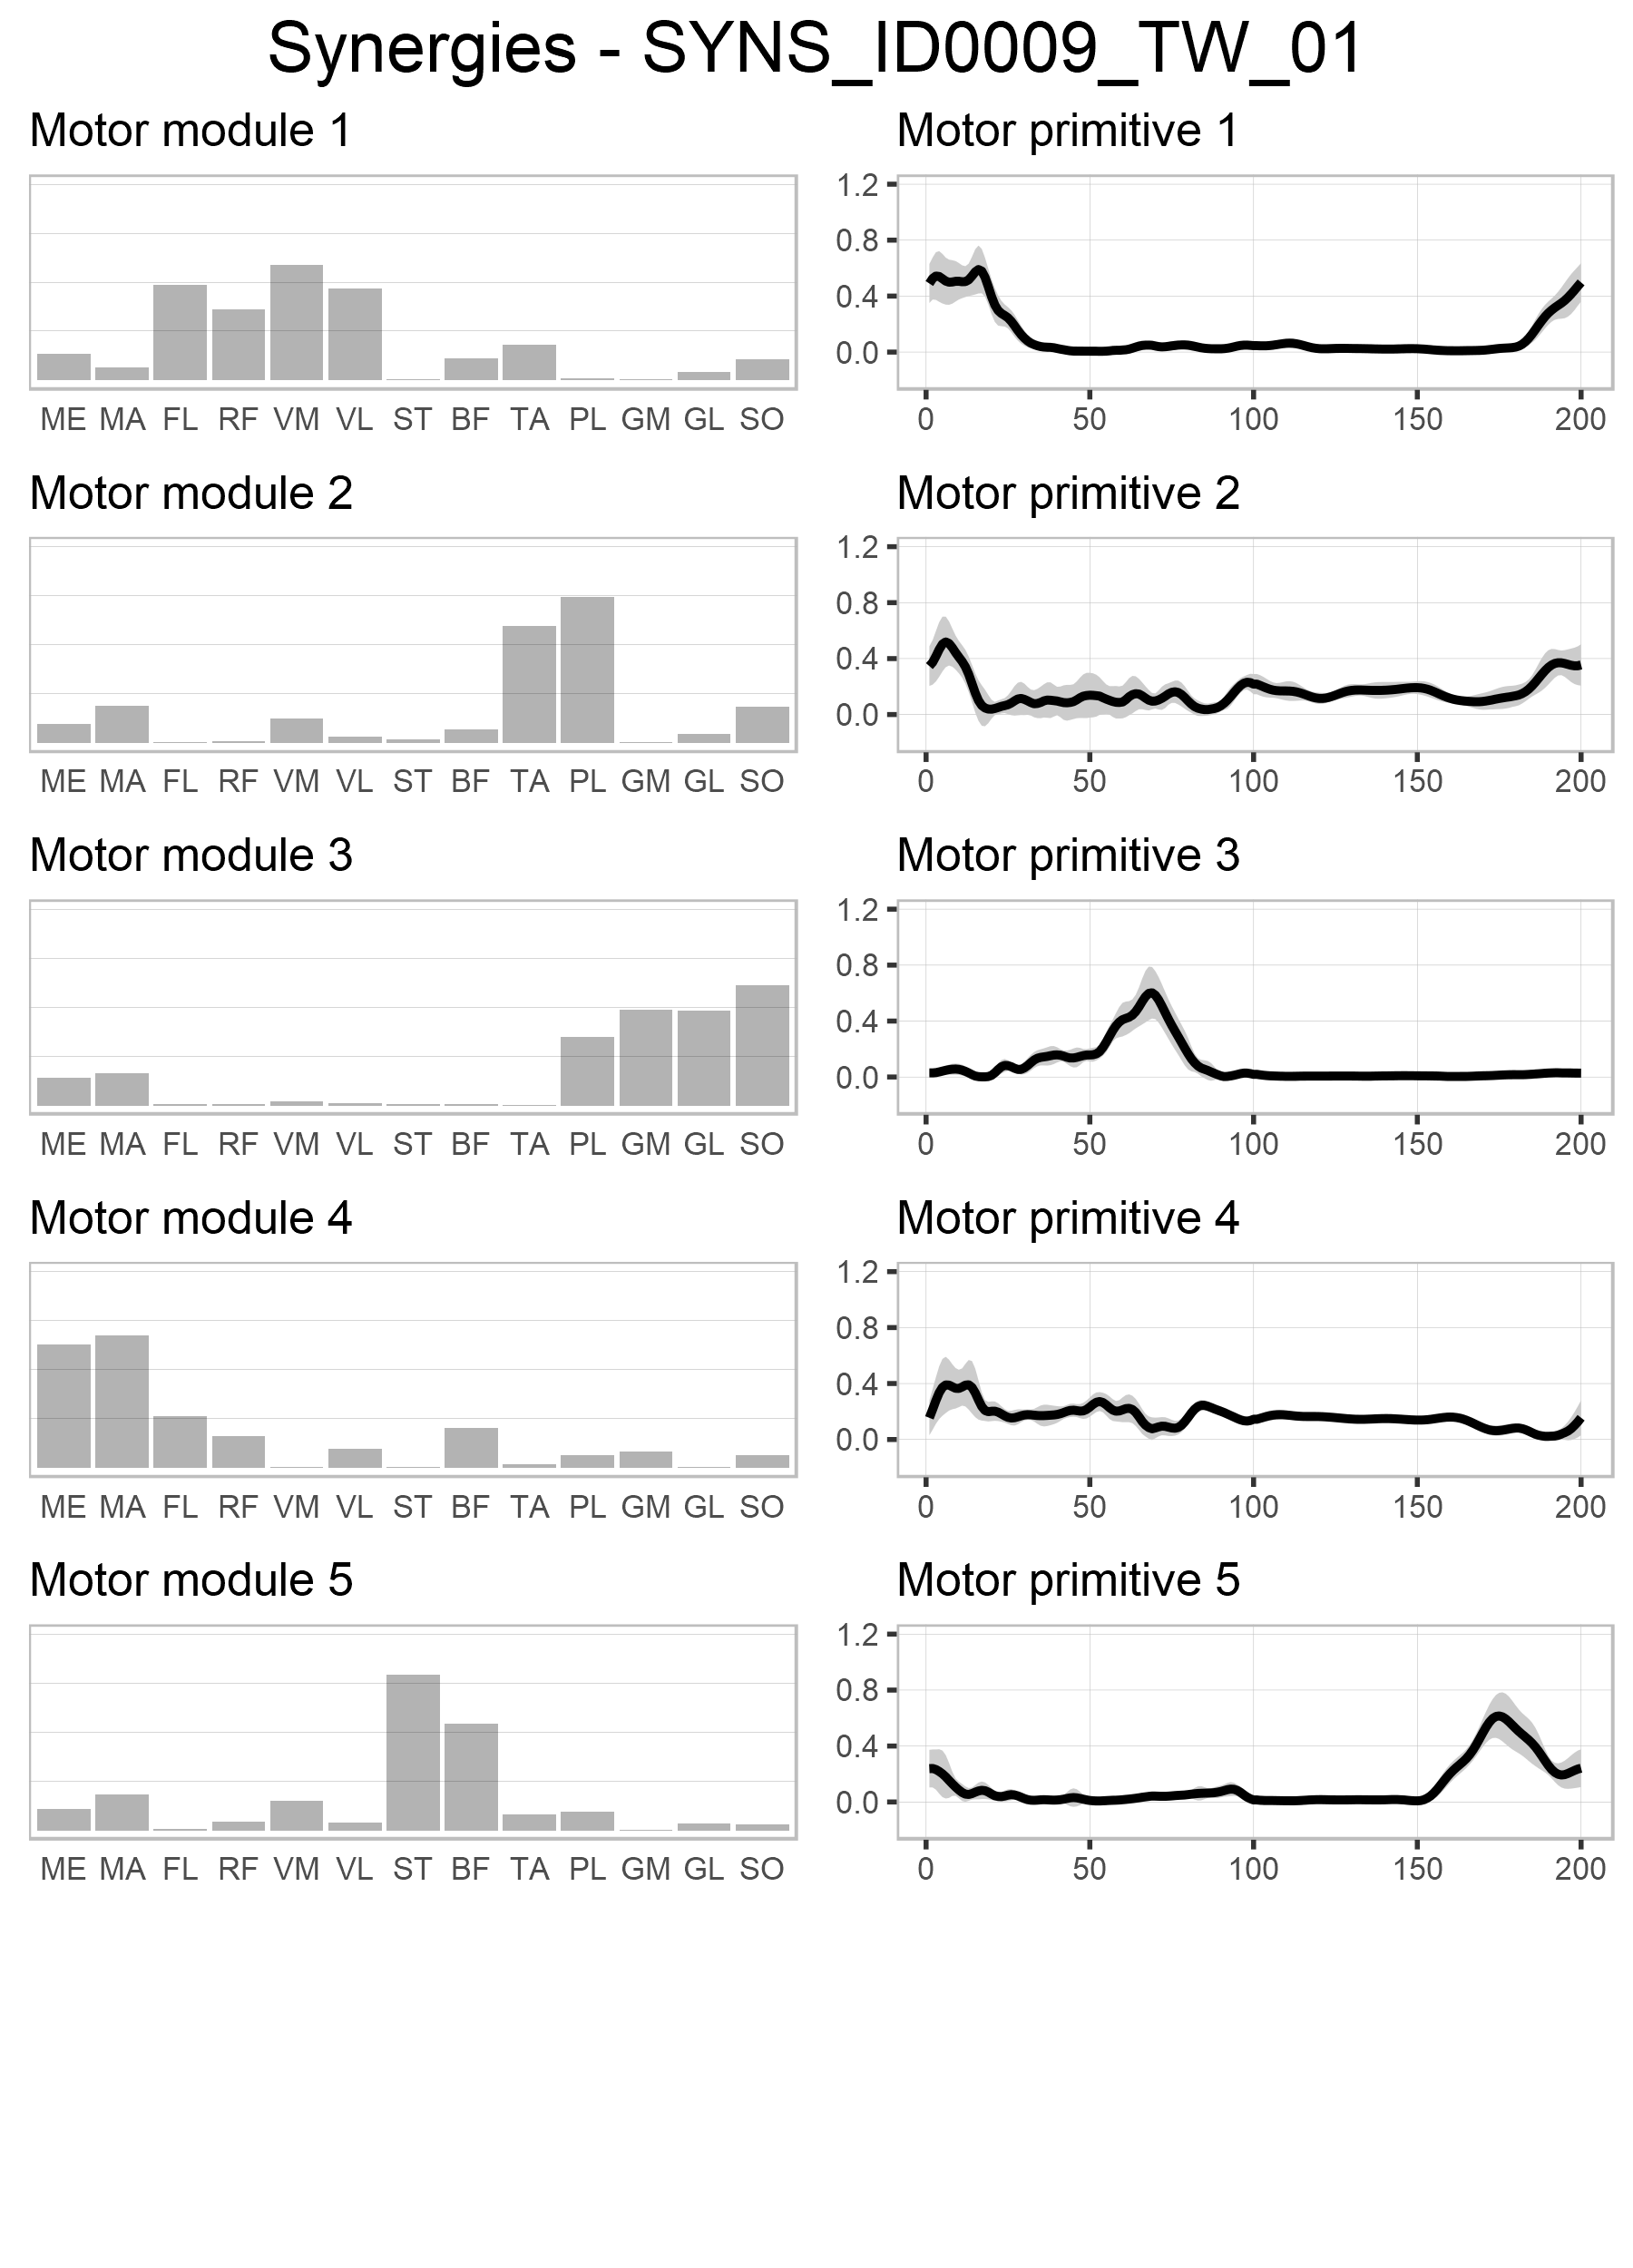 Synergies - SYNS_ID0009_TW_01
Motor module 1
Motor primitive 1
1.2
0.8
0.4
0.0
ME MA FL RF VM VL ST BF TA PL GM GL SO
0 50 100 150 200
Motor module 2
Motor primitive 2
1.2
0.8
0.4
0.0
ME MA FL RF VM VL ST BF TA PL GM GL SO
0 50 100 150 200
Motor module 3
Motor primitive 3
1.2
0.8
0.4
0.0
ME MA FL RF VM VL ST BF TA PL GM GL SO
0 50 100 150 200
Motor module 4
Motor primitive 4
1.2
0.8
0.4
0.0
ME MA FL RF VM VL ST BF TA PL GM GL SO
0 50 100 150 200
Motor module 5
Motor primitive 5
1.2
0.8
0.4
0.0
ME MA FL RF VM VL ST BF TA PL GM GL SO
0 50 100 150 200